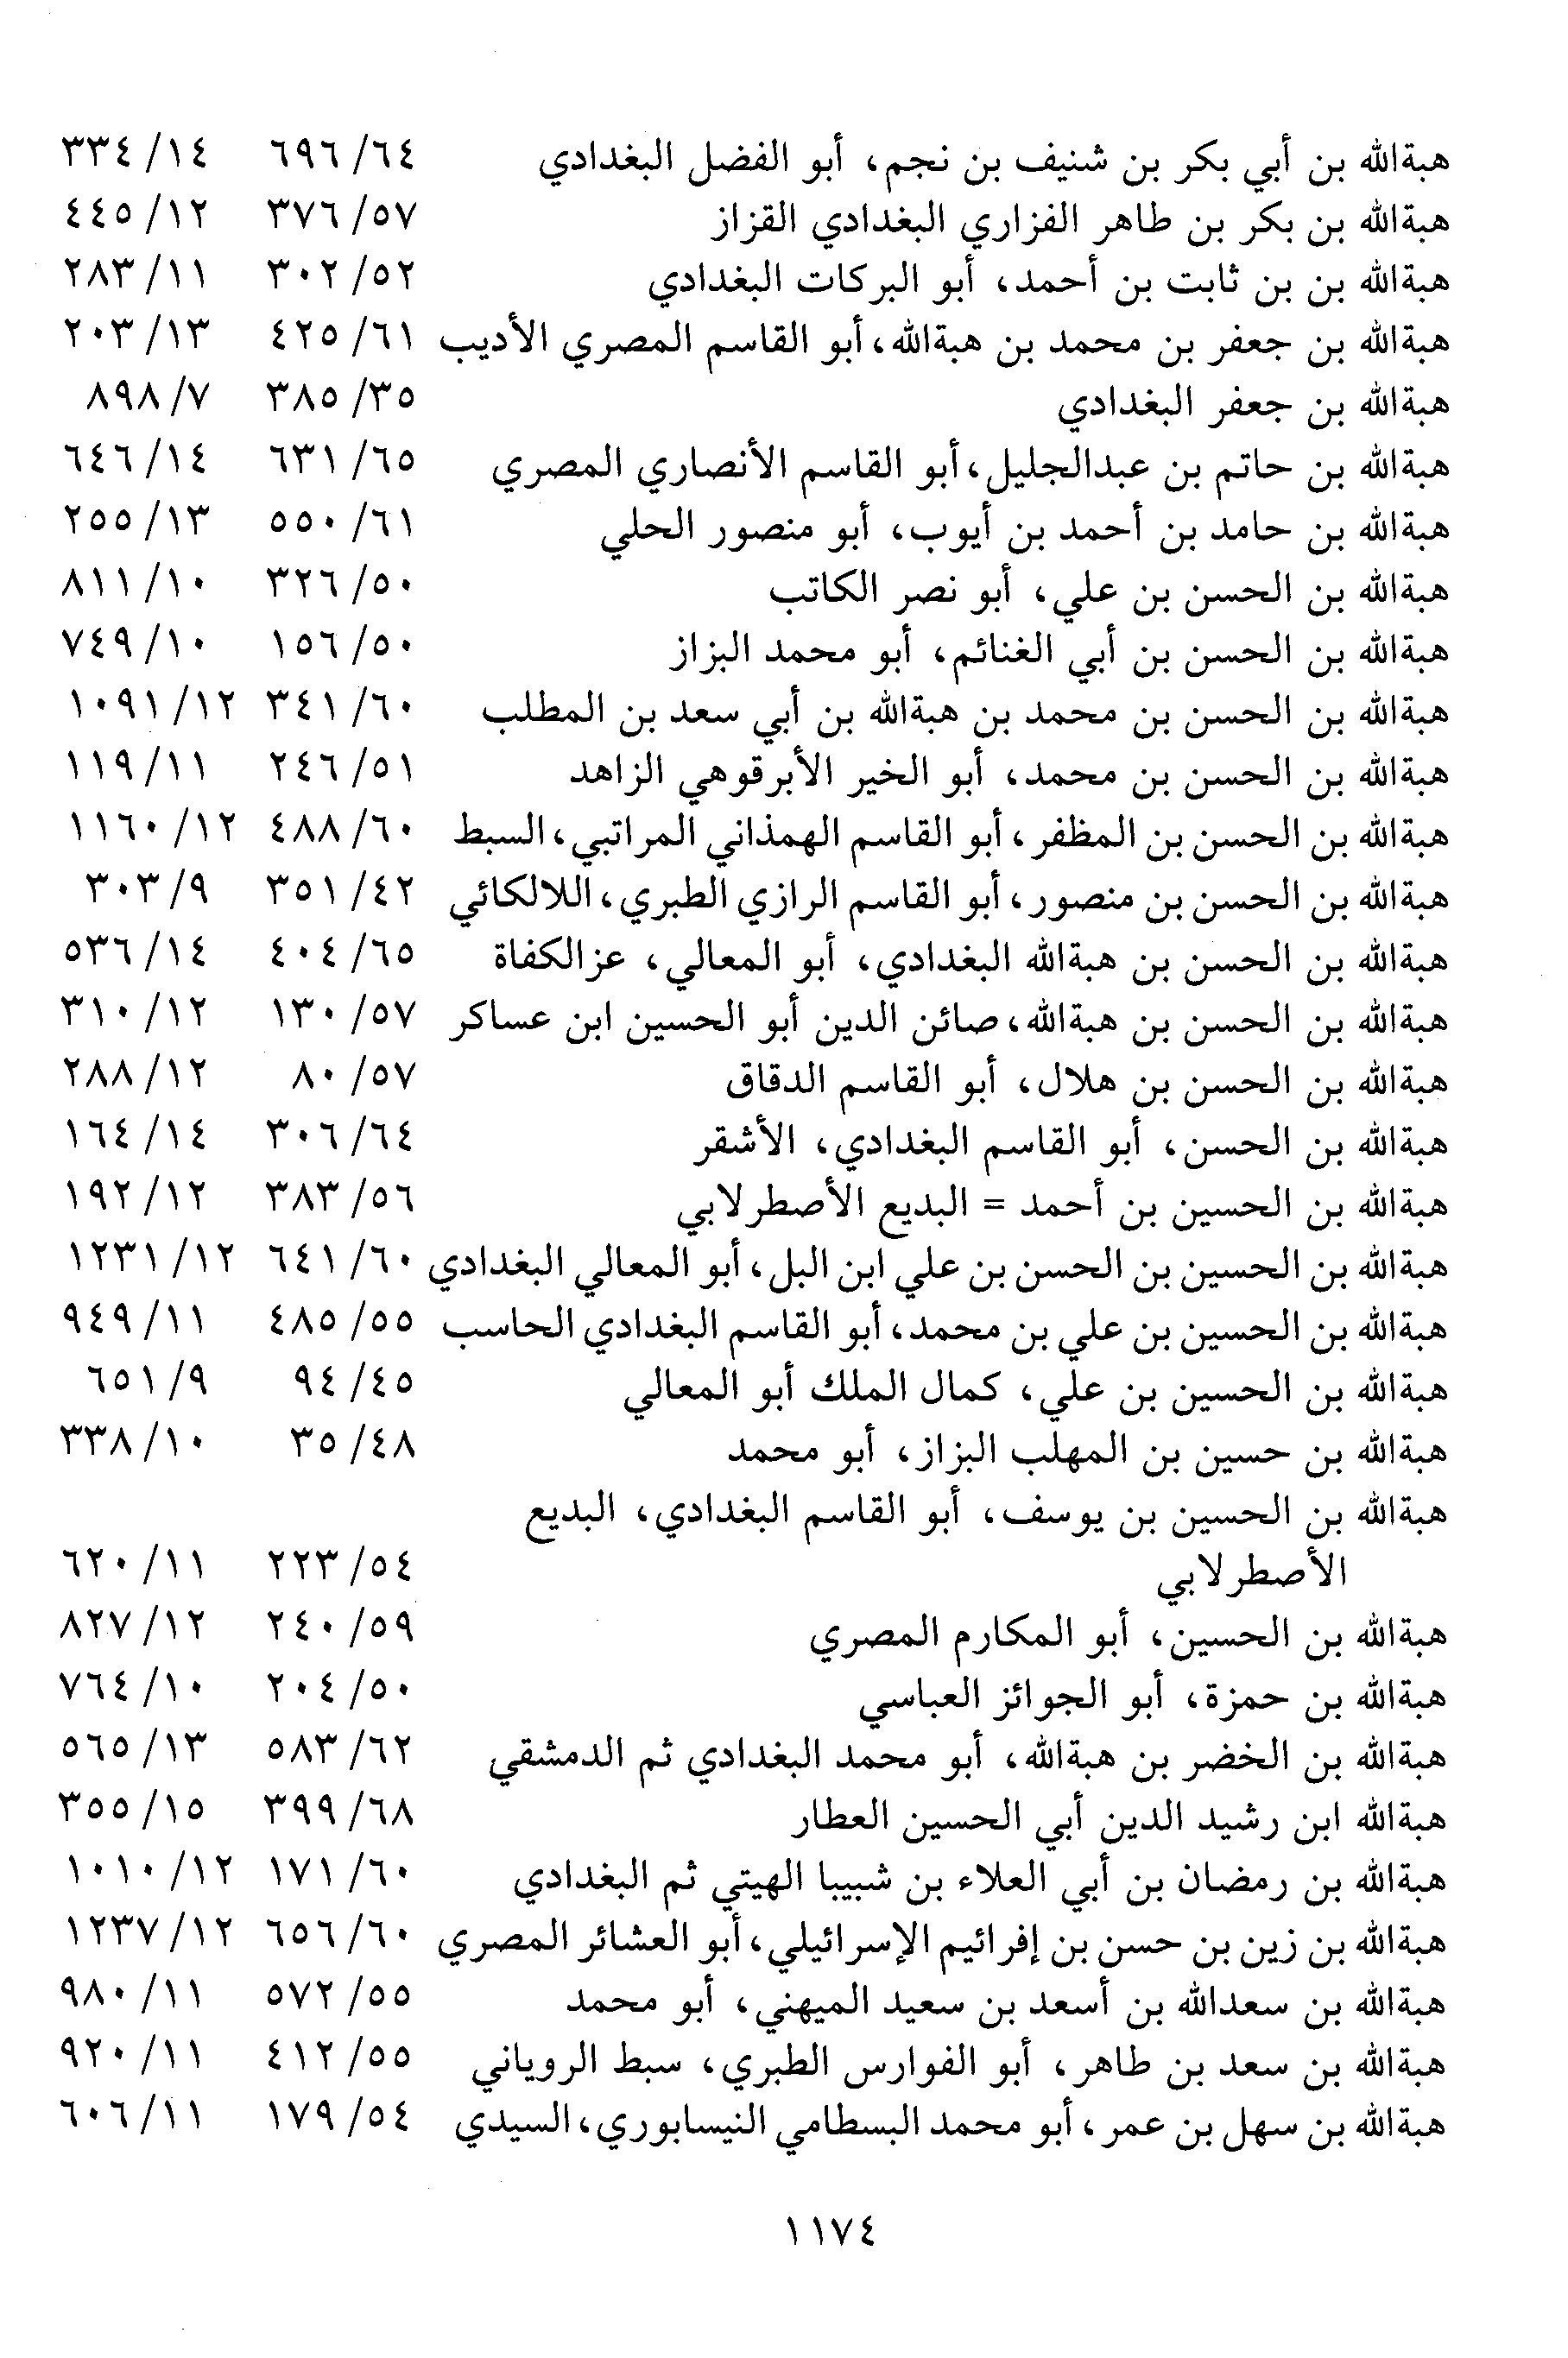 هبةالله بن أبي بكر بن شنيف بن نجم، أبو الفضل البغدادي ٦٤/ ٦٩٦ ١٤/ ٣٣٤
هبةالله بن بكر بن طاهر الفزاري البغدادي القزاز ٥٧/ ٣٧٦ ١٢/ ٤٤٥
هبةالله بن بن ثابت بن أحمد، أبو البركات البغدادي ٥٢/ ٣٠٢ ١١/ ٢٨٣
هبةالله بن جعفر بن محمد بن هبةالله، أبو القاسم المصري الأديب ٦١/ ٤٢٥ ١٣/ ٢٠٣
هبةالله بن جعفر البغدادي ٣٥/ ٣٨٥ ٧/ ٨٩٨
هبةالله بن حاتم بن عبدالجليل، أبو القاسم الأنصاري المصري ٦٥/ ٦٣١ ١٤/ ٦٤٦
هبةالله بن حامد بن أحمد بن أيوب، أبو منصور الحلي ٦١/ ٥٥٠ ١٣/ ٢٥٥
هبةالله بن الحسن بن علي، أبو نصر الكاتب ٥٠/ ٣٢٦ ١٠/ ٨١١
هبةالله بن الحسن بن أبي الغنائم، أبو محمد البزاز ٥٠/ ١٥٦ ١٠/ ٧٤٩
هبةالله بن الحسن بن محمد بن هبةالله بن أبي سعد بن المطلب ٦٠/ ٣٤١ ١٢/ ١٠٩١
هبةالله بن الحسن بن محمد، أبو الخير الأبرقوهي الزاهد ٥١/ ٢٤٦ ١١/ ١١٩
هبةالله بن الحسن بن المظفر، أبو القاسم الهمذاني المراتبي، السبط ٦٠/ ٤٨٨ ١٢/ ١١٦٠
هبةالله بن الحسن بن منصور، أبو القاسم الرازي الطبري، اللالكائي ٤٢/ ٣٥١ ٩/ ٣٠٣
هبةالله بن الحسن بن هبةالله البغدادي، أبو المعالي، عزالكفاة ٦٥/ ٤٠٤ ١٤/ ٥٣٦
هبةالله بن الحسن بن هبةالله، صائن الدين أبو الحسين ابن عساكر ٥٧/ ١٣٠ ١٢/ ٣١٠
هبةالله بن الحسن بن هلال، أبو القاسم الدقاق ٥٧/ ٨٠ ١٢/ ٢٨٨
هبةالله بن الحسن، أبو القاسم البغدادي، الأشقر ٦٤/ ٣٠٦ ١٤/ ١٦٤
هبةالله بن الحسين بن أحمد = البديع الأصطرلابي ٥٦/ ٣٨٣ ١٢/ ١٩٢
هبةالله بن الحسين بن الحسن بن علي ابن البل، أبو المعالي البغدادي ٦٠/ ٦٤١ ١٢/ ١٢٣١
هبةالله بن الحسين بن علي بن محمد، أبو القاسم البغدادي الحاسب ٥٥/ ٤٨٥ ١١/ ٩٤٩
هبةالله بن الحسين بن علي، كمال الملك أبو المعالي ٤٥/ ٩٤ ٩/ ٦٥١
هبةالله بن حسين بن المهلب البزاز، أبو محمد ٤٨/ ٣٥ ١٠/ ٣٣٨
هبةالله بن الحسين بن يوسف، أبو القاسم البغدادي، البديع
الأصطرلابي ٥٤/ ٢٢٣ ١١/ ٦٢٠
هبةالله بن الحسين، أبو المكارم المصري ٥٩/ ٢٤٠ ١٢/ ٨٢٧
هبةالله بن حمزة، أبو الجوائز العباسي ٥٠/ ٢٠٤ ١٠/ ٧٦٤
هبةالله بن الخضر بن هبةالله، أبو محمد البغدادي ثم الدمشقي ٦٢/ ٥٨٣ ١٣/ ٥٦٥
هبةالله ابن رشيد الدين أبي الحسين العطار ٦٨/ ٣٩٩ ١٥/ ٣٥٥
هبةالله بن رمضان بن أبي العلاء بن شبيبا الهيتي ثم البغدادي ٦٠/ ١٧١ ١٢/ ١٠١٠
هبةالله بن زين بن حسن بن إفرائيم الإسرائيلي، أبو العشائر المصري ٦٠/ ٦٥٦ ١٢/ ١٢٣٧
هبةالله بن سعدالله بن أسعد بن سعيد الميهني، أبو محمد ٥٥/ ٥٧٢ ١١/ ٩٨٠
هبةالله بن سعد بن طاهر، أبو الفوارس الطبري، سبط الروياني ٥٥/ ٤١٢ ١١/ ٩٢٠
هبةالله بن سهل بن عمر، أبو محمد البسطامي النيسابوري، السيدي ٥٤/ ١٧٩ ١١/ ٦٠٦
١١٧٤